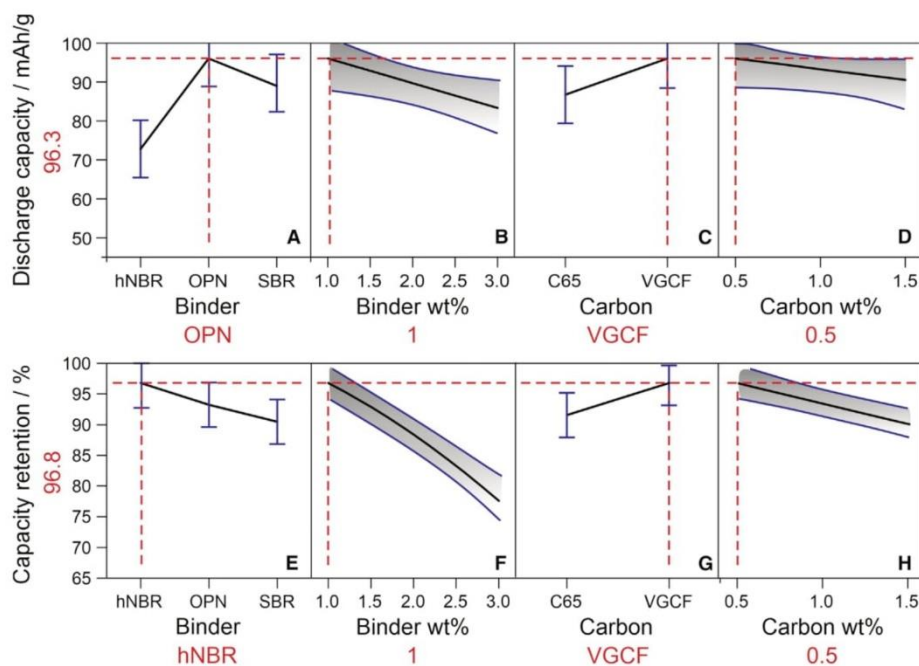 Discharge capacity / mAh/g
96.3
100
90
80
70
60
50
A
B
C
D
hNBR OPN SBR
1.0 1.5 2.0 2.5 3.0
C65 VGCF
0.5 1.0 1.5
Binder
Binder wt%
Carbon
Carbon wt%
OPN
1
VGCF
0.5
Capacity retention / %
96.8
100
95
90
85
80
75
70
65
E
F
G
H
hNBR OPN SBR
1.0 1.5 2.0 2.5 3.0
C65 VGCF
0.5 1.0 1.5
Binder
Binder wt%
Carbon
Carbon wt%
hNBR
1
VGCF
0.5